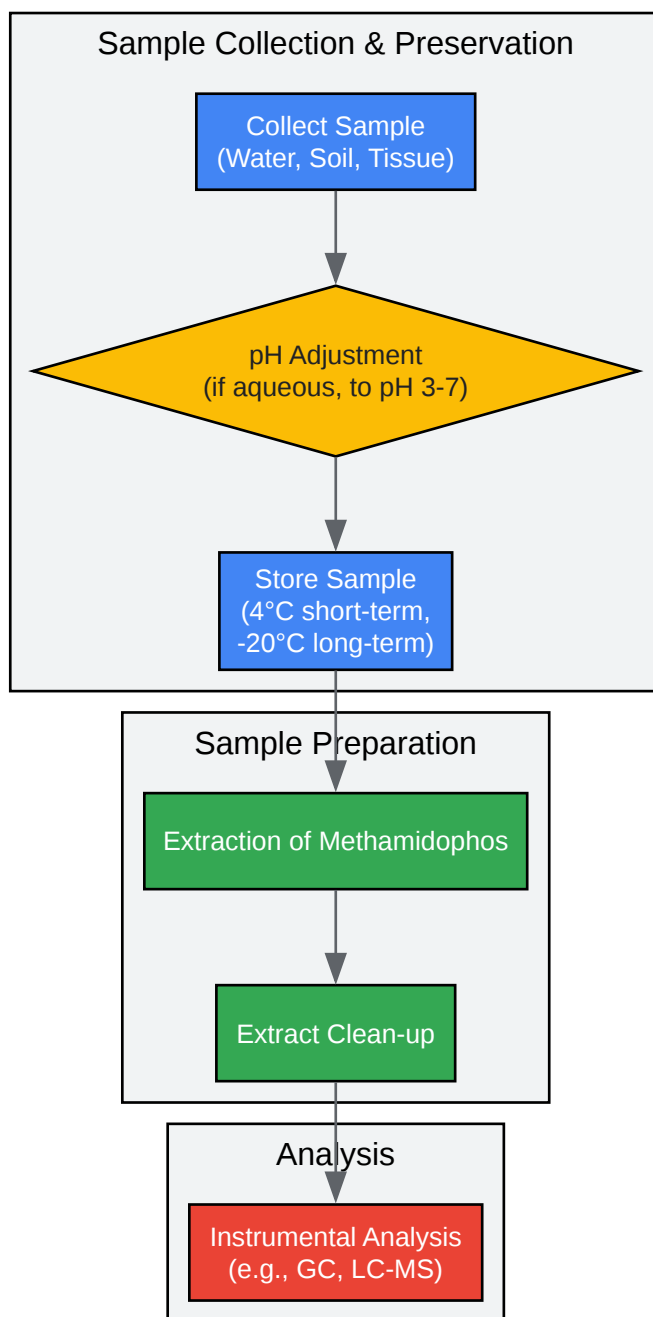 Sample Collection & Preservation
Collect Sample
(Water, Soil, Tissue)
pH Adjustment
(if aqueous, to pH 3-7)
Store Sample
(4°C short-term,
-20°C long-term)
Sample Preparation
Extraction of Methamidophos
Extract Clean-up
Analysis
Instrumental Analysis
(e.g., GC, LC-MS)